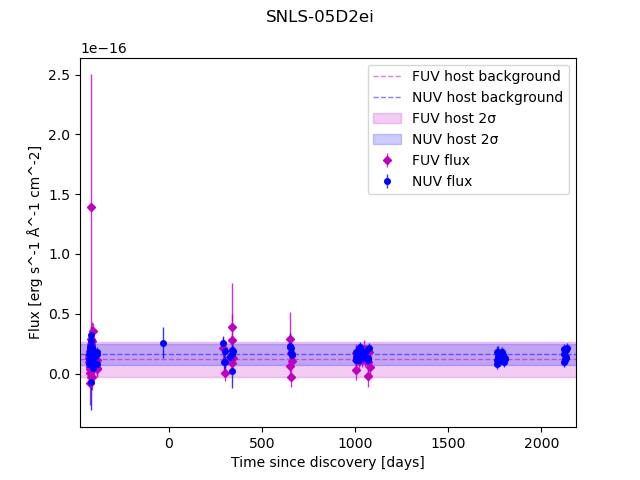 SNLS-05D2ei
1e−16
FUV host background
NUV host background
FUV host 2σ
NUV host 2σ
FUV flux
NUV flux
2.5
2.0
1.5
1.0
0.5
0.0
Flux [erg s^-1 Å^-1 cm^-2]
0 500 1000 1500 2000
Time since discovery [days]